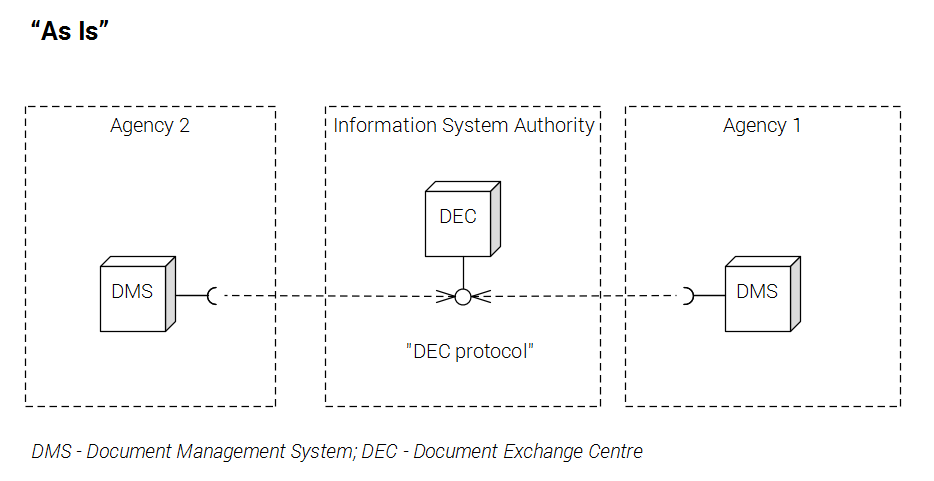 “As Is”
Agency 2
Information System Authority
Agency 1
DEC
DMS
DMS
"DEC protocol"
DMS - Document Management System; DEC - Document Exchange Centre